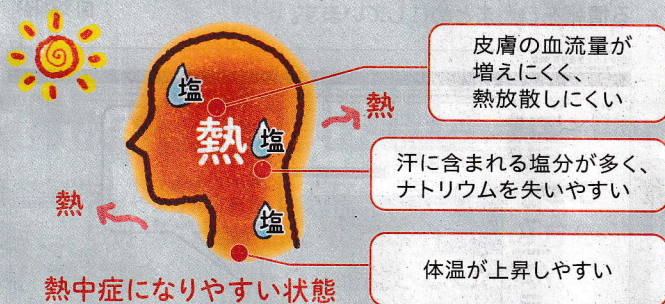 皮膚の血流量が
増えにくく、
熱放散しにくい
塩
熱
熱
塩
汗に含まれる塩分が多く、
ナトリウムを失いやすい
熱
塩
体温が上昇しやすい
熱中症になりやすい状態